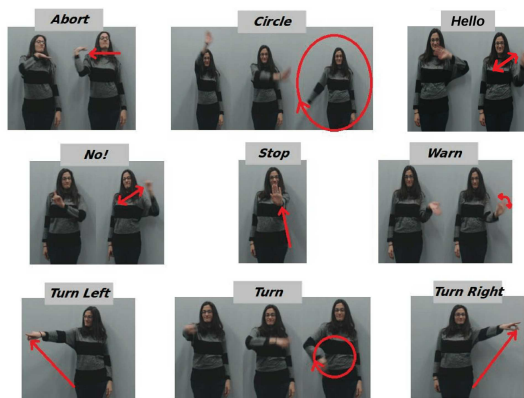 Abort
Circle
Hello
No!
Stop
Warn
Turn Left
Turn
Turn Right